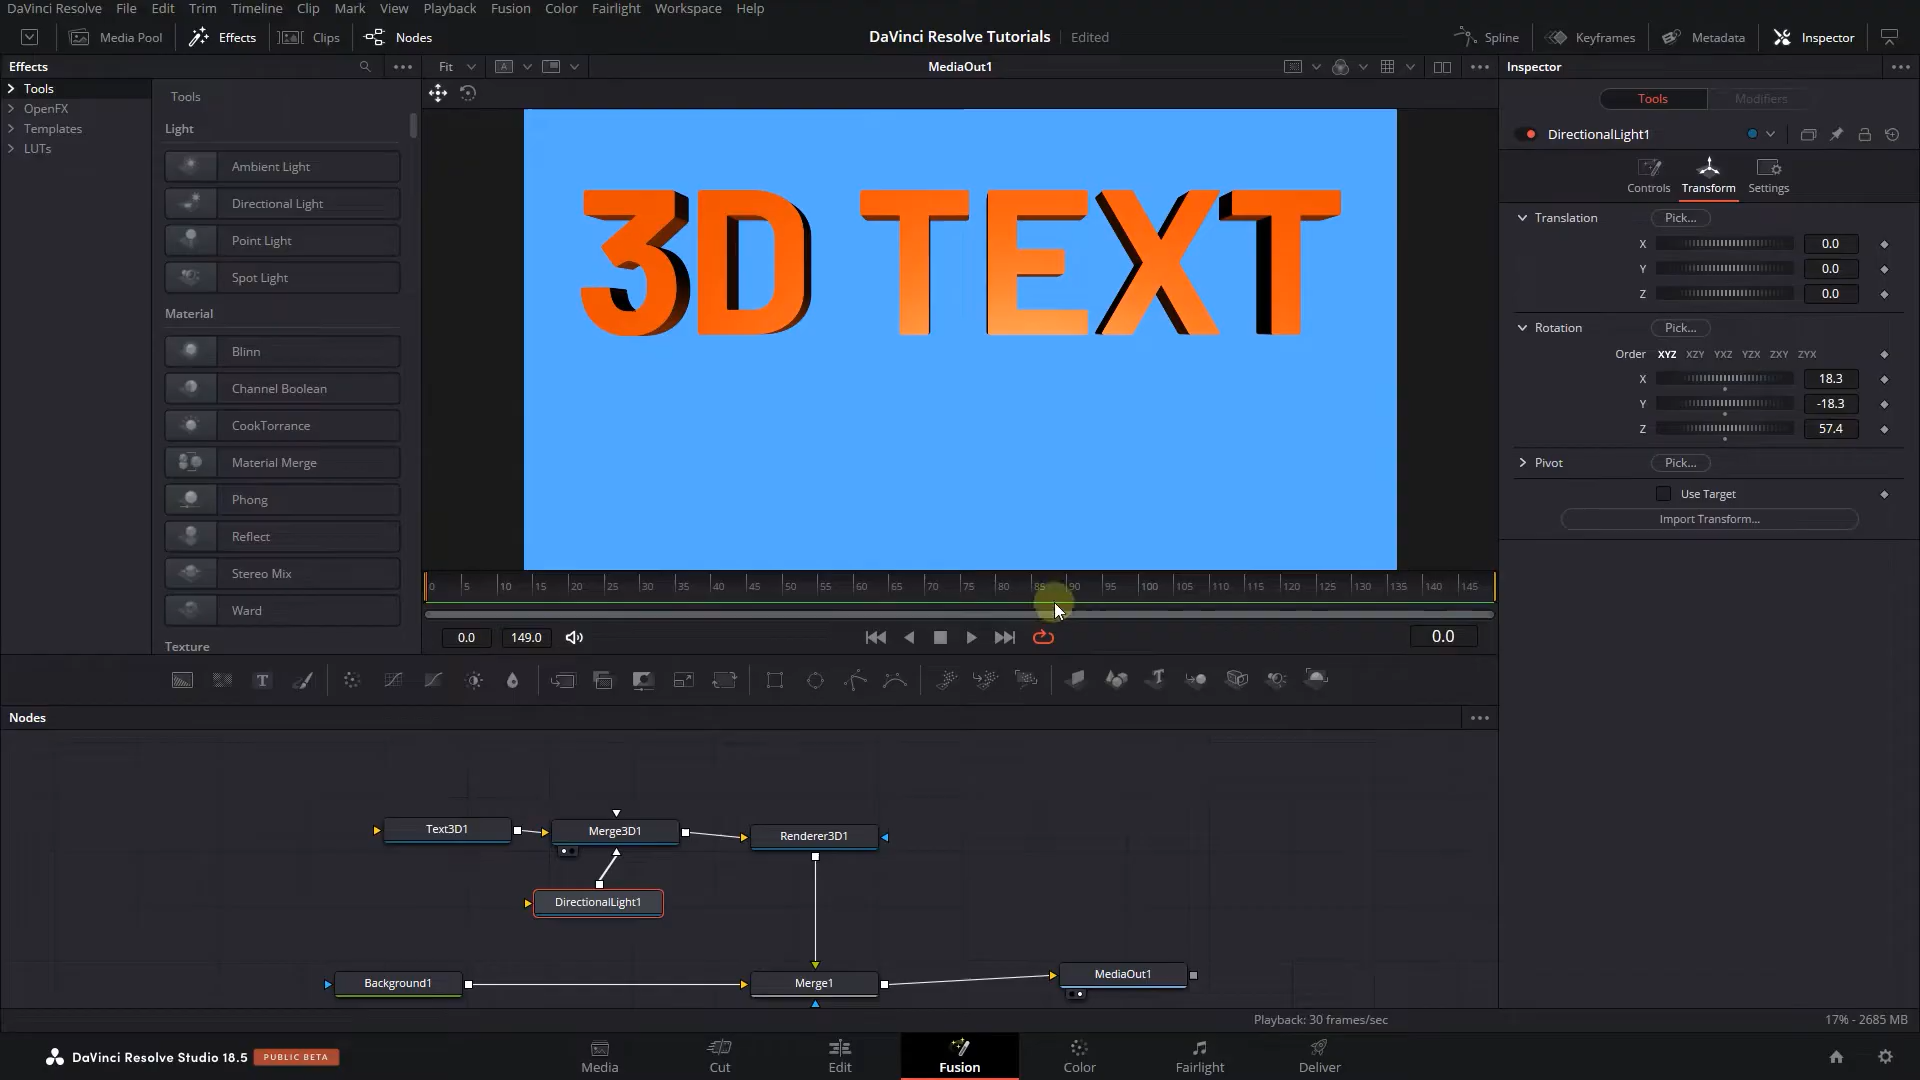 DaVinci Resolve File Edit Trim Timeline Clip Mark View Playback Fusion Color Fairlight Workspace Help
Media Pool Effects Clips Nodes DaVinci Resolve Tutorials Edited Spline Keyframes Metadata Inspector
Effects Fit A MediaOut1 Inspector
Tools
OpenFX
Templates
LUTs
Tools
Light
Ambient Light
Directional Light
Point Light
Spot Light
Material
Blinn
Channel Boolean
CookTorrance
Material Merge
Phong
Reflect
Stereo Mix
Ward
Texture
3D TEXT
0 5 10 15 20 25 30 35 40 45 50 55 60 65 70 75 80 85 90 95 100 105 110 115 120 125 130 135 140 145
0.0 149.0 0.0
Tools Modifiers
DirectionalLight1
Controls Transform Settings
Translation Pick...
X 0.0
Y 0.0
Z 0.0
Rotation Pick...
Order XYZ XZY YXZ YZX ZXY ZYX
X 18.3
Y -18.3
Z 57.4
Pivot Pick...
Use Target
Import Transform...
T T
Nodes
Text3D1 Merge3D1 Renderer3D1
DirectionalLight1
Background1 Merge1 MediaOut1
Playback: 30 frames/sec 17% - 2685 MB
DaVinci Resolve Studio 18.5 PUBLIC BETA
Media Cut Edit Fusion Color Fairlight Deliver